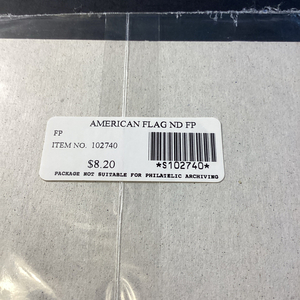 AMERICAN FLAG ND FP
FP
ITEM NO. 102740
$8.20
*S102740*
PACKAGE NOT SUITABLE FOR PHILATELIC ARCHIVING